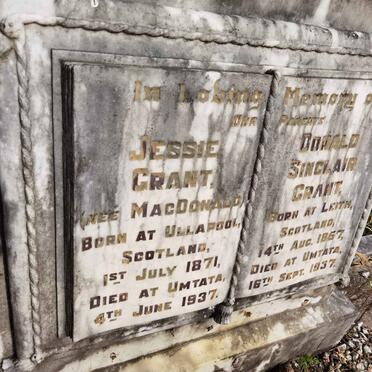 In Loving Memory of
Our Parents
Jessie
Grant,
(nee MacDonald)
Born at Ullapool,
Scotland,
1st July 1871,
Died at Umtata,
4th June 1937.
Donald
Sinclair
Grant,
Born at Leith,
Scotland,
14th Aug. 1867,
Died at Umtata,
16th Sept. 1937.